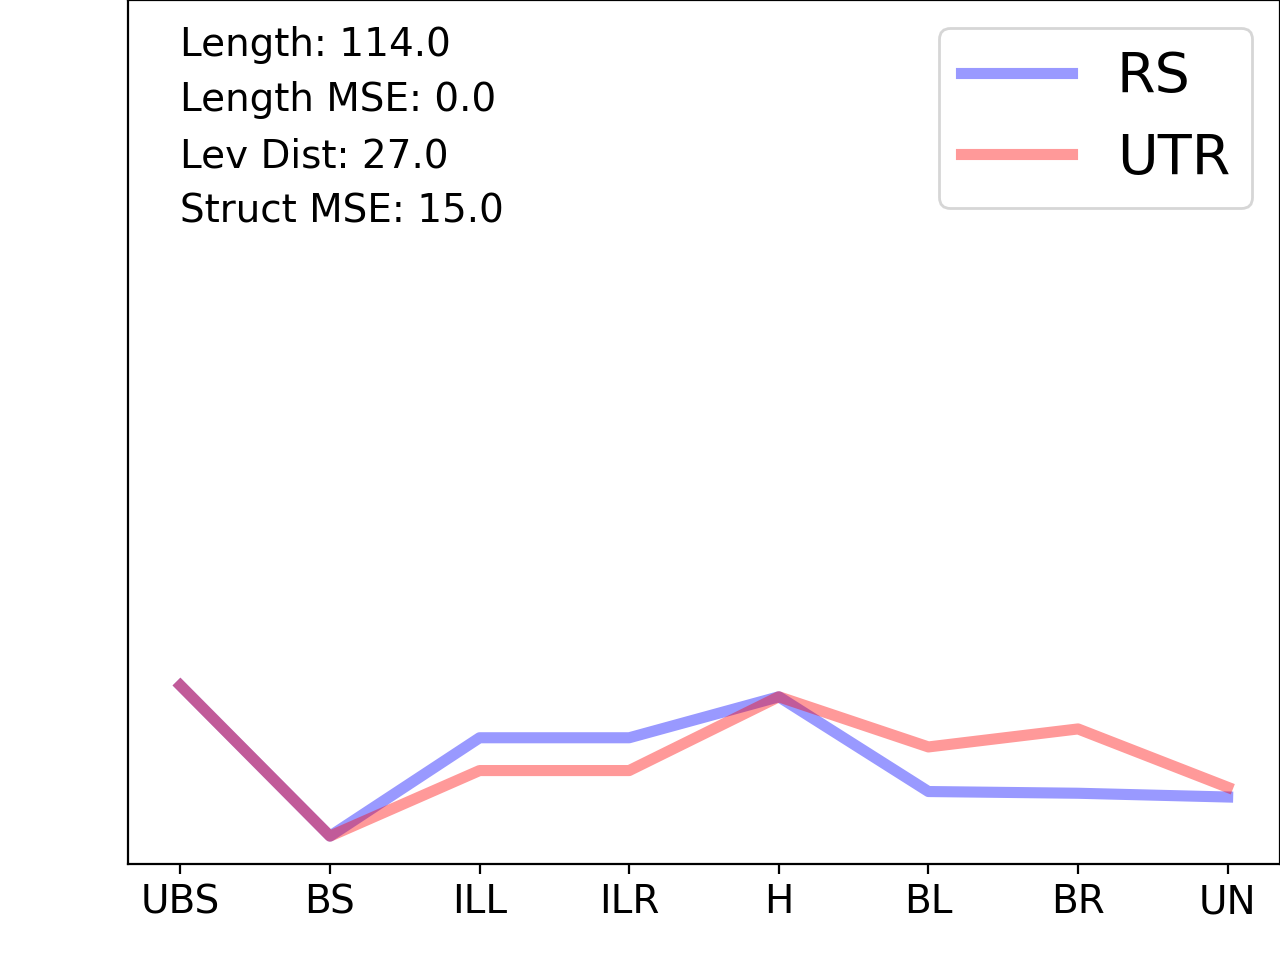 Length: 114.0
Length MSE: 0.0
Lev Dist: 27.0
Struct MSE: 15.0
RS
UTR
UBS BS ILL ILR H BL BR UN